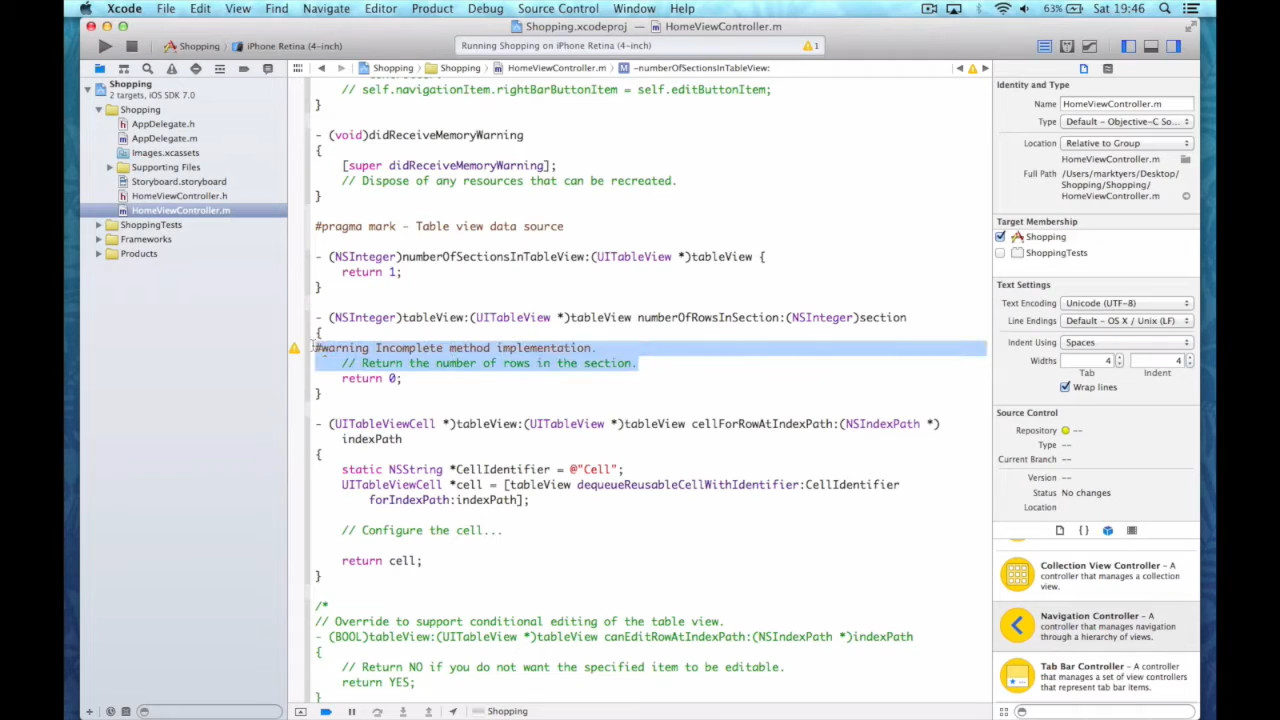 Xcode File Edit View Find Navigate Editor Product Debug Source Control Window Help 63% Sat 19:46
Shopping.xcodeproj — HomeViewController.m
Shopping iPhone Retina (4-inch) Running Shopping on iPhone Retina (4-inch) 1
Shopping Shopping HomeViewController.m M -numberOfSectionsInTableView:
Shopping
2 targets, iOS SDK 7.0
Shopping
AppDelegate.h
AppDelegate.m
Images.xcassets
Supporting Files
Storyboard.storyboard
HomeViewController.h
HomeViewController.m
ShoppingTests
Frameworks
Products
// self.navigationItem.rightBarButtonItem = self.editButtonItem;
}
- (void)didReceiveMemoryWarning
{
[super didReceiveMemoryWarning];
// Dispose of any resources that can be recreated.
}
#pragma mark - Table view data source
- (NSInteger)numberOfSectionsInTableView:(UITableView *)tableView {
return 1;
}
- (NSInteger)tableView:(UITableView *)tableView numberOfRowsInSection:(NSInteger)section
{
#warning Incomplete method implementation.
// Return the number of rows in the section.
return 0;
}
- (UITableViewCell *)tableView:(UITableView *)tableView cellForRowAtIndexPath:(NSIndexPath *)
indexPath
{
static NSString *CellIdentifier = @"Cell";
UITableViewCell *cell = [tableView dequeueReusableCellWithIdentifier:CellIdentifier
forIndexPath:indexPath];
// Configure the cell...
return cell;
}
/*
// Override to support conditional editing of the table view.
- (BOOL)tableView:(UITableView *)tableView canEditRowAtIndexPath:(NSIndexPath *)indexPath
{
// Return NO if you do not want the specified item to be editable.
return YES;
}
Shopping
Identity and Type
Name HomeViewController.m
Type Default - Objective-C So...
Location Relative to Group
HomeViewController.m
Full Path /Users/marktyers/Desktop/
Shopping/Shopping/
HomeViewController.m
Target Membership
Shopping
ShoppingTests
Text Settings
Text Encoding Unicode (UTF-8)
Line Endings Default - OS X / Unix (LF)
Indent Using Spaces
Widths 4 4
Tab Indent
Wrap lines
Source Control
Repository --
Type --
Current Branch --
Version --
Status No changes
Location
Collection View Controller - A
controller that manages a collection
view.
Navigation Controller - A
controller that manages navigation
through a hierarchy of views.
Tab Bar Controller - A controller
that manages a set of view controllers
that represent tab bar items.